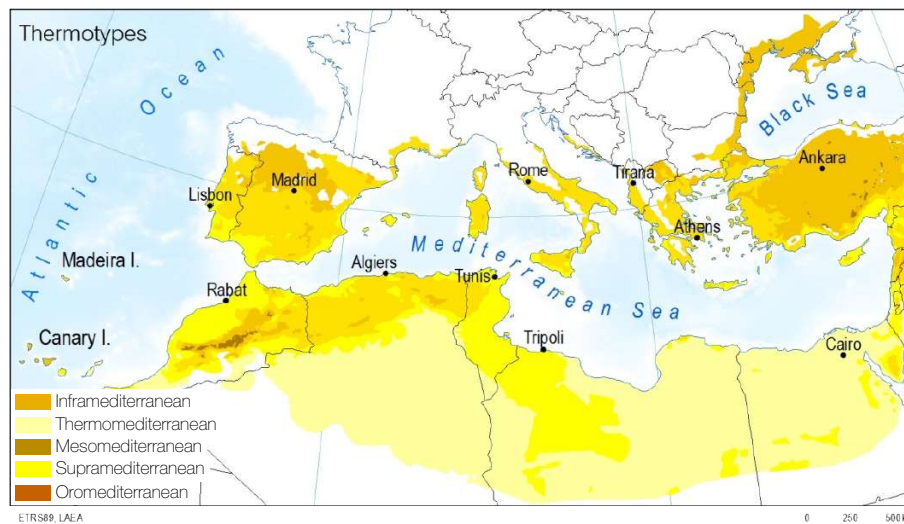 Thermotypes
Atlantic Ocean
Black Sea
Ankara
Rome
Tirana
Madrid
Lisbon
Athens
Mediterranean Sea
Madeira I.
Algiers
Tunis
Rabat
Canary I.
Tripoli
Cairo
Inframediterranean
Thermomediterranean
Mesomediterranean
Supramediterranean
Oromediterranean
ETRS89, LAEA
0 250 500